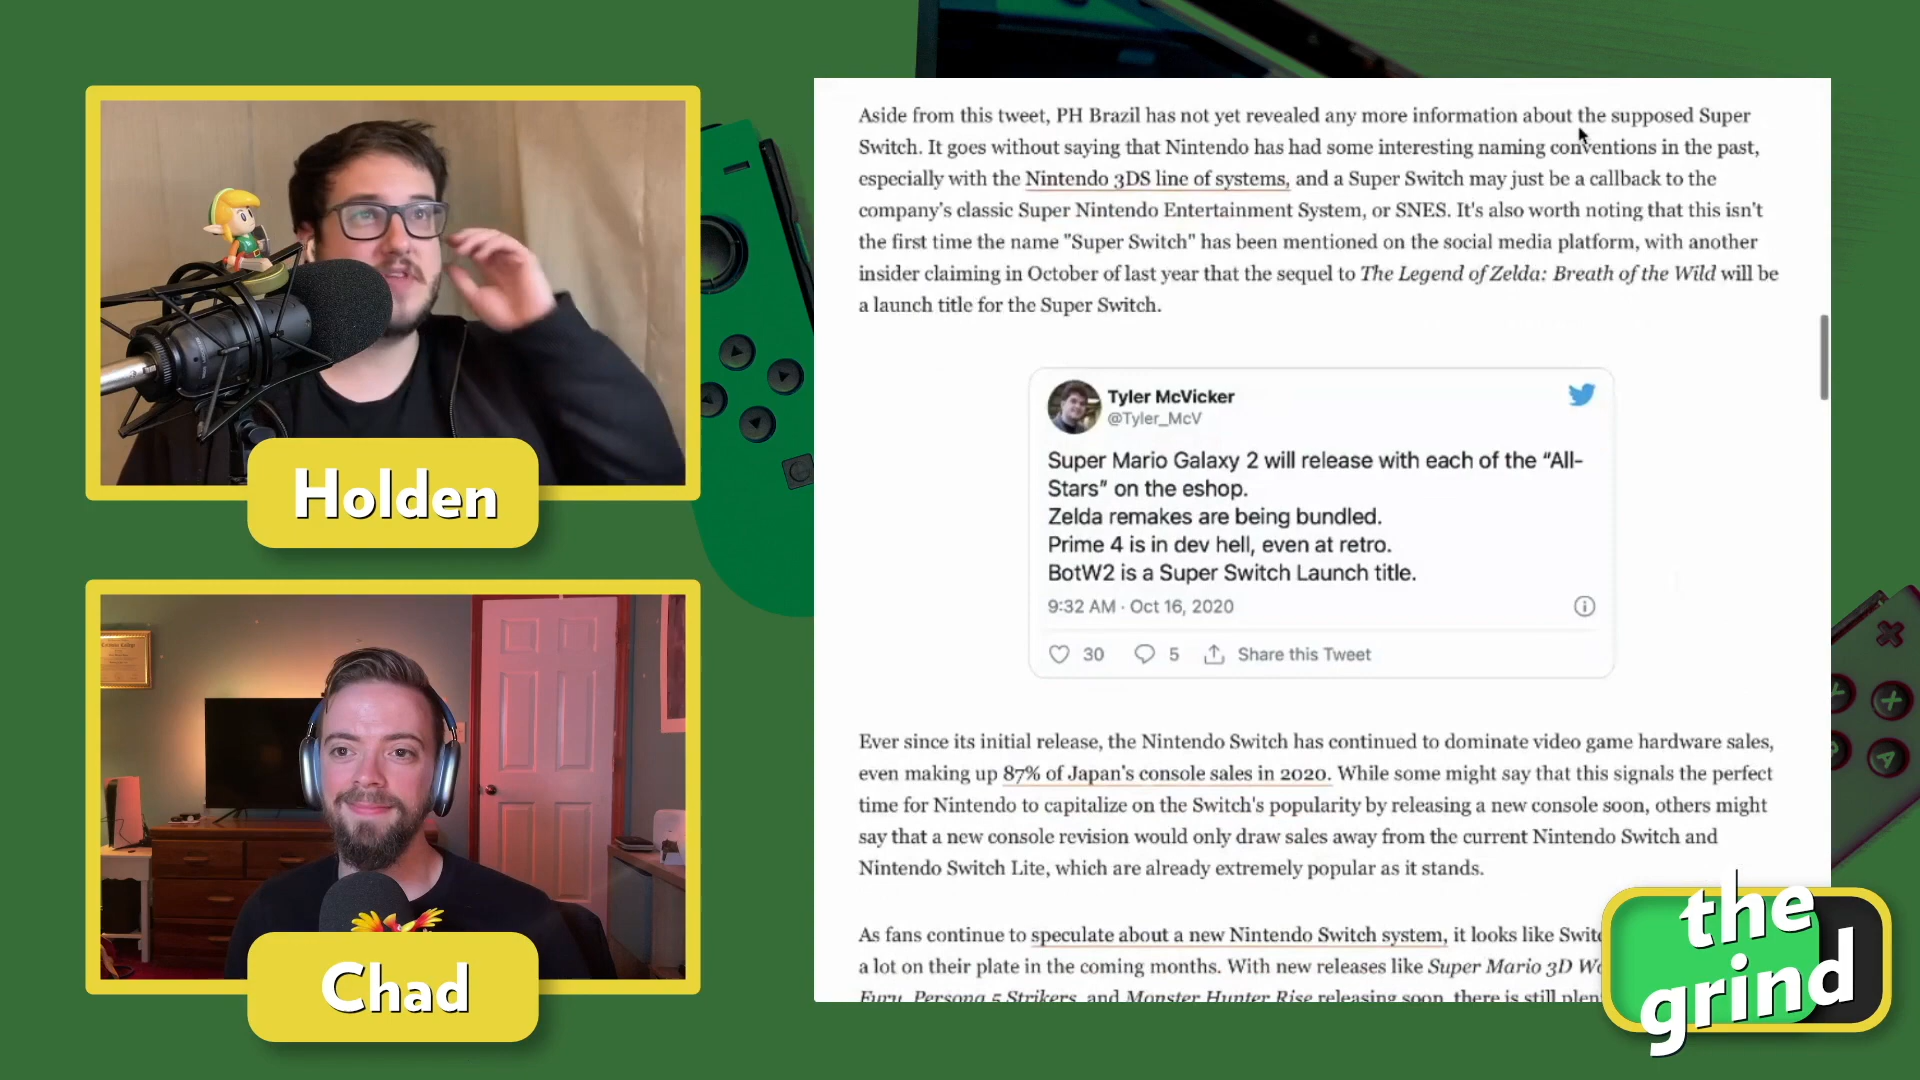 Holden
Chad
Aside from this tweet, PH Brazil has not yet revealed any more information about the supposed Super
Switch. It goes without saying that Nintendo has had some interesting naming conventions in the past,
especially with the Nintendo 3DS line of systems, and a Super Switch may just be a callback to the
company's classic Super Nintendo Entertainment System, or SNES. It's also worth noting that this isn't
the first time the name "Super Switch" has been mentioned on the social media platform, with another
insider claiming in October of last year that the sequel to The Legend of Zelda: Breath of the Wild will be
a launch title for the Super Switch.
Tyler McVicker
@Tyler_McV
Super Mario Galaxy 2 will release with each of the “All-
Stars” on the eshop.
Zelda remakes are being bundled.
Prime 4 is in dev hell, even at retro.
BotW2 is a Super Switch Launch title.
9:32 AM · Oct 16, 2020
30 5 Share this Tweet
Ever since its initial release, the Nintendo Switch has continued to dominate video game hardware sales,
even making up 87% of Japan's console sales in 2020. While some might say that this signals the perfect
time for Nintendo to capitalize on the Switch's popularity by releasing a new console soon, others might
say that a new console revision would only draw sales away from the current Nintendo Switch and
Nintendo Switch Lite, which are already extremely popular as it stands.
As fans continue to speculate about a new Nintendo Switch system, it looks like
a lot on their plate in the coming months. With new releases like Super Mario 3D
Fury, Persona 5 Strikers, and Monster Hunter Rise releasing soon, there is still
the
grind
X
A